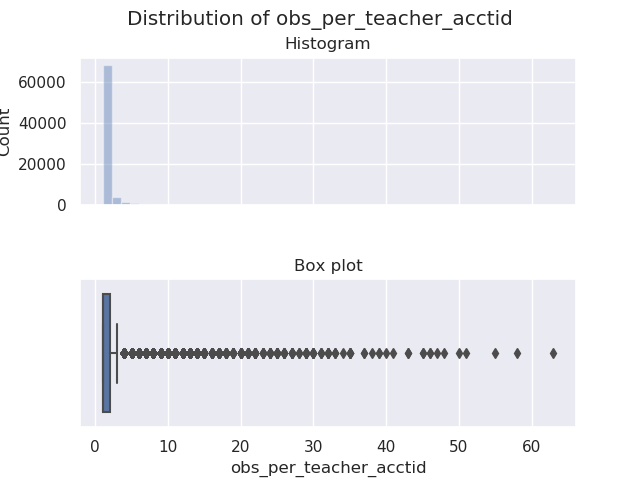 Distribution of obs_per_teacher_acctid
Histogram
60000
40000
20000
0
Count
Box plot
0 10 20 30 40 50 60
obs_per_teacher_acctid